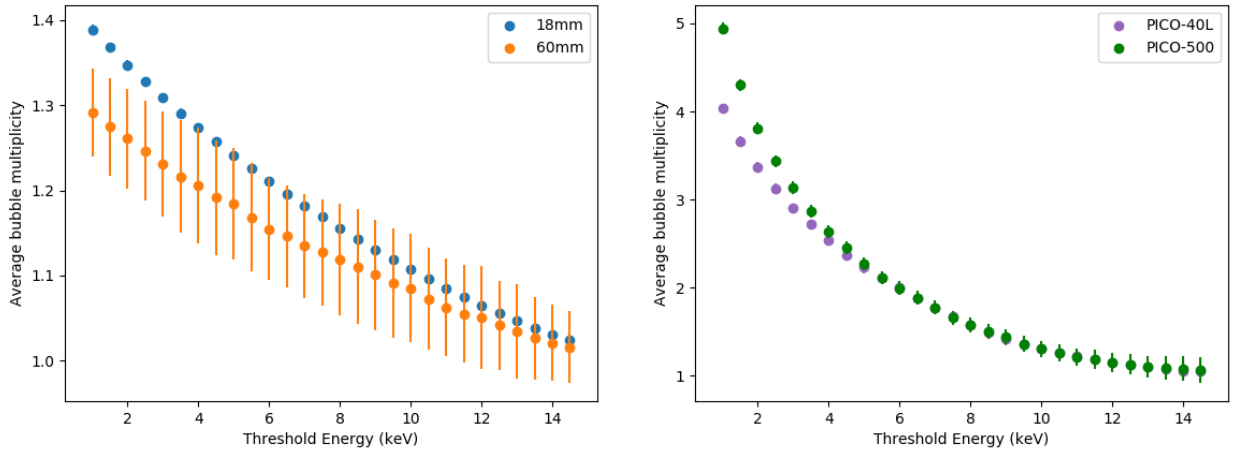 1.4
1.3
1.2
1.1
1.0
Average bubble multiplicity
18mm
60mm
2 4 6 8 10 12 14
Threshold Energy (keV)
5
4
3
2
1
Average bubble multiplicity
PICO-40L
PICO-500
2 4 6 8 10 12 14
Threshold Energy (keV)